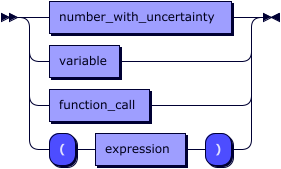 number_with_uncertainty
variable
function_call
( expression )